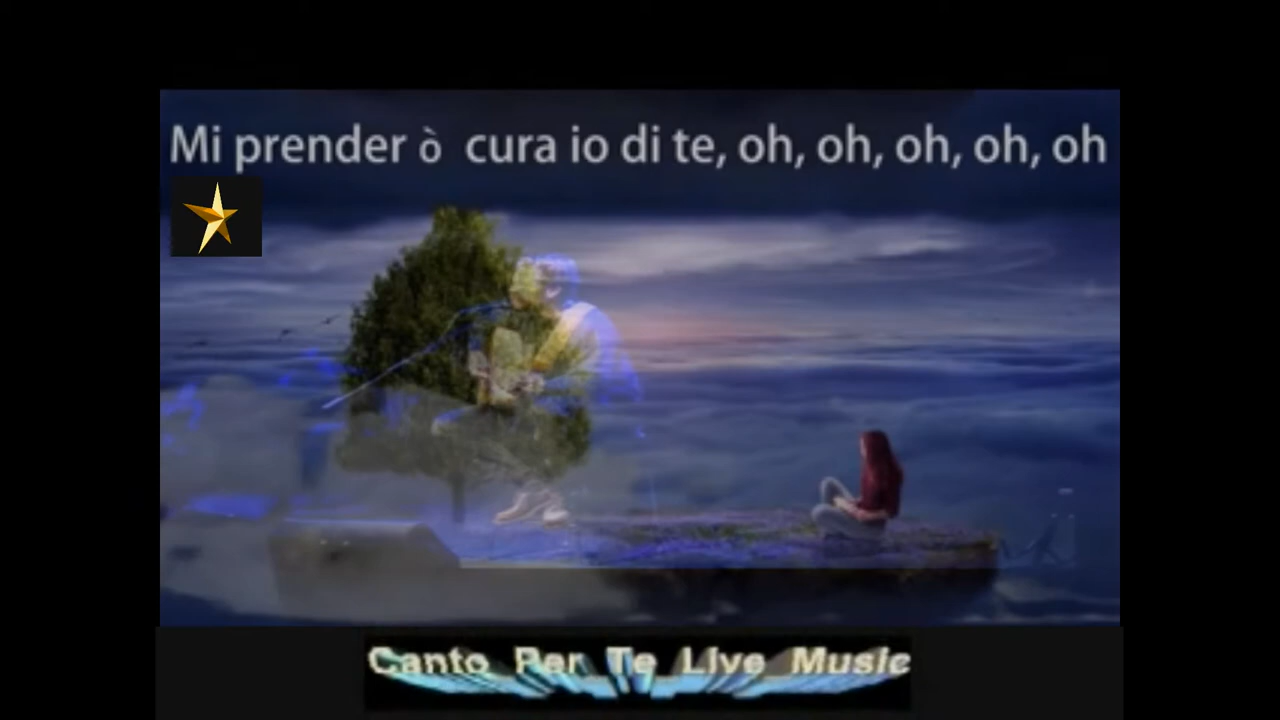 Mi prender ò cura io di te, oh, oh, oh, oh, oh
Canto Per Te Live Music